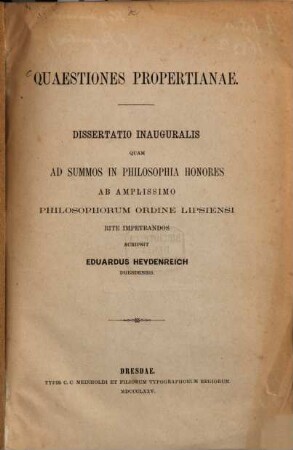 QUAESTIONES PROPERTIANAE.
DISSERTATIO INAUGURALIS
QUAM
AD SUMMOS IN PHILOSOPHIA HONORES
AB AMPLISSIMO
PHILOSOPHORUM ORDINE LIPSIENSI
RITE IMPETRANDOS
SCRIPSIT
EDUARDUS HEYDENREICH
DRESDENSIS.
DRESDAE.
TYPIS C. C. MEINHOLDI ET FILIORUM TYPOGRAPHORUM REGIORUM.
MDCCCLXXV.